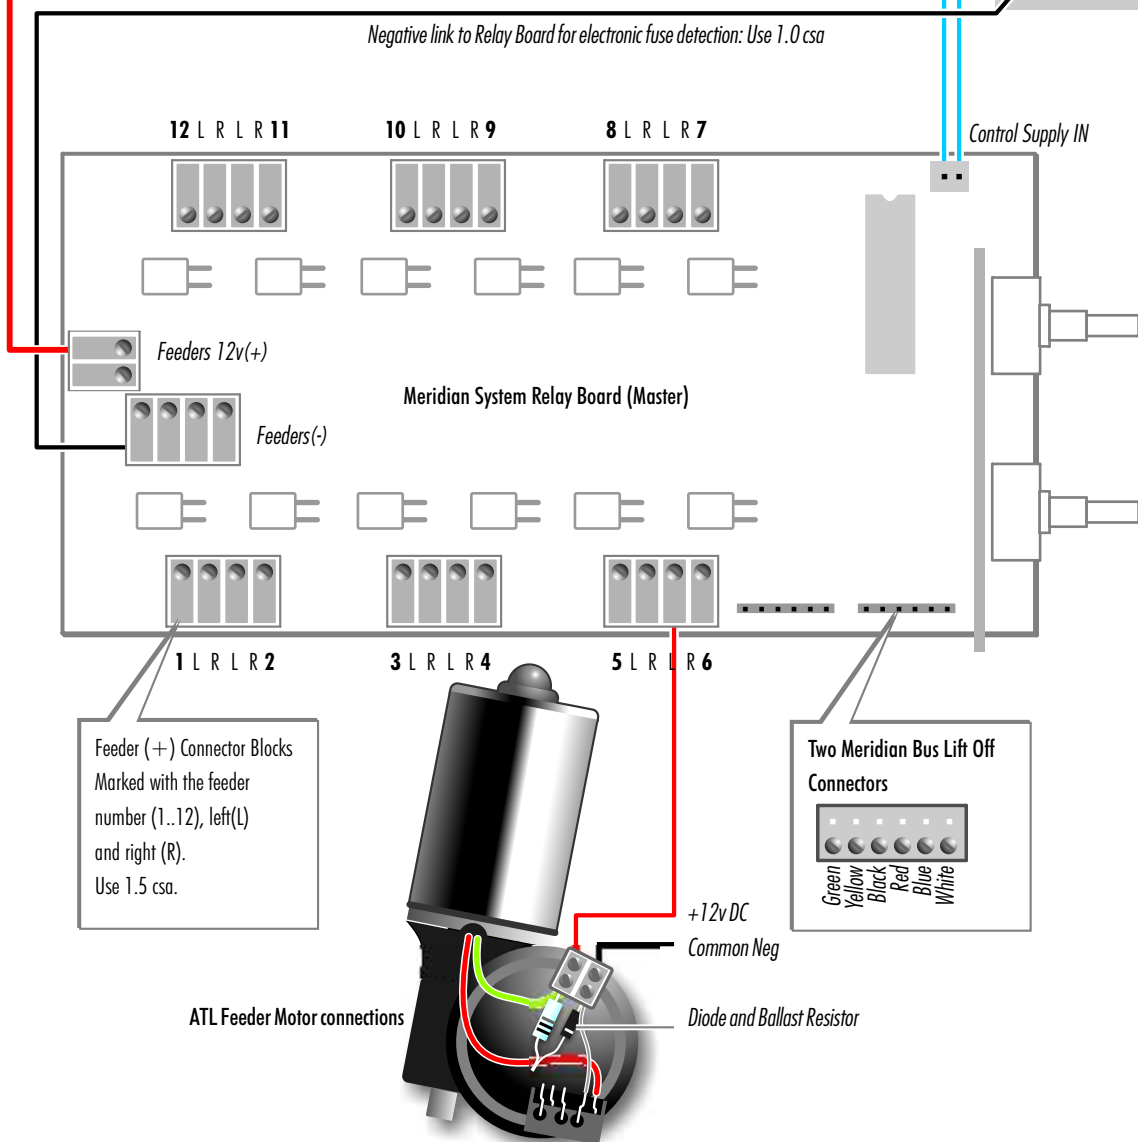 Negative link to Relay Board for electronic fuse detection: Use 1.0 csa
12 L R L R 11
10 L R L R 9
8 L R L R 7
Control Supply IN
Feeders 12v(+)
Meridian System Relay Board (Master)
Feeders(-)
1 L R L R 2
3 L R L R 4
5 L R L R 6
Feeder (+) Connector Blocks
Marked with the feeder
number (1..12), left(L)
and right (R).
Use 1.5 csa.
Two Meridian Bus Lift Off
Connectors
Green
Yellow
Black
Red
Blue
White
+12v DC
Common Neg
ATL Feeder Motor connections
Diode and Ballast Resistor